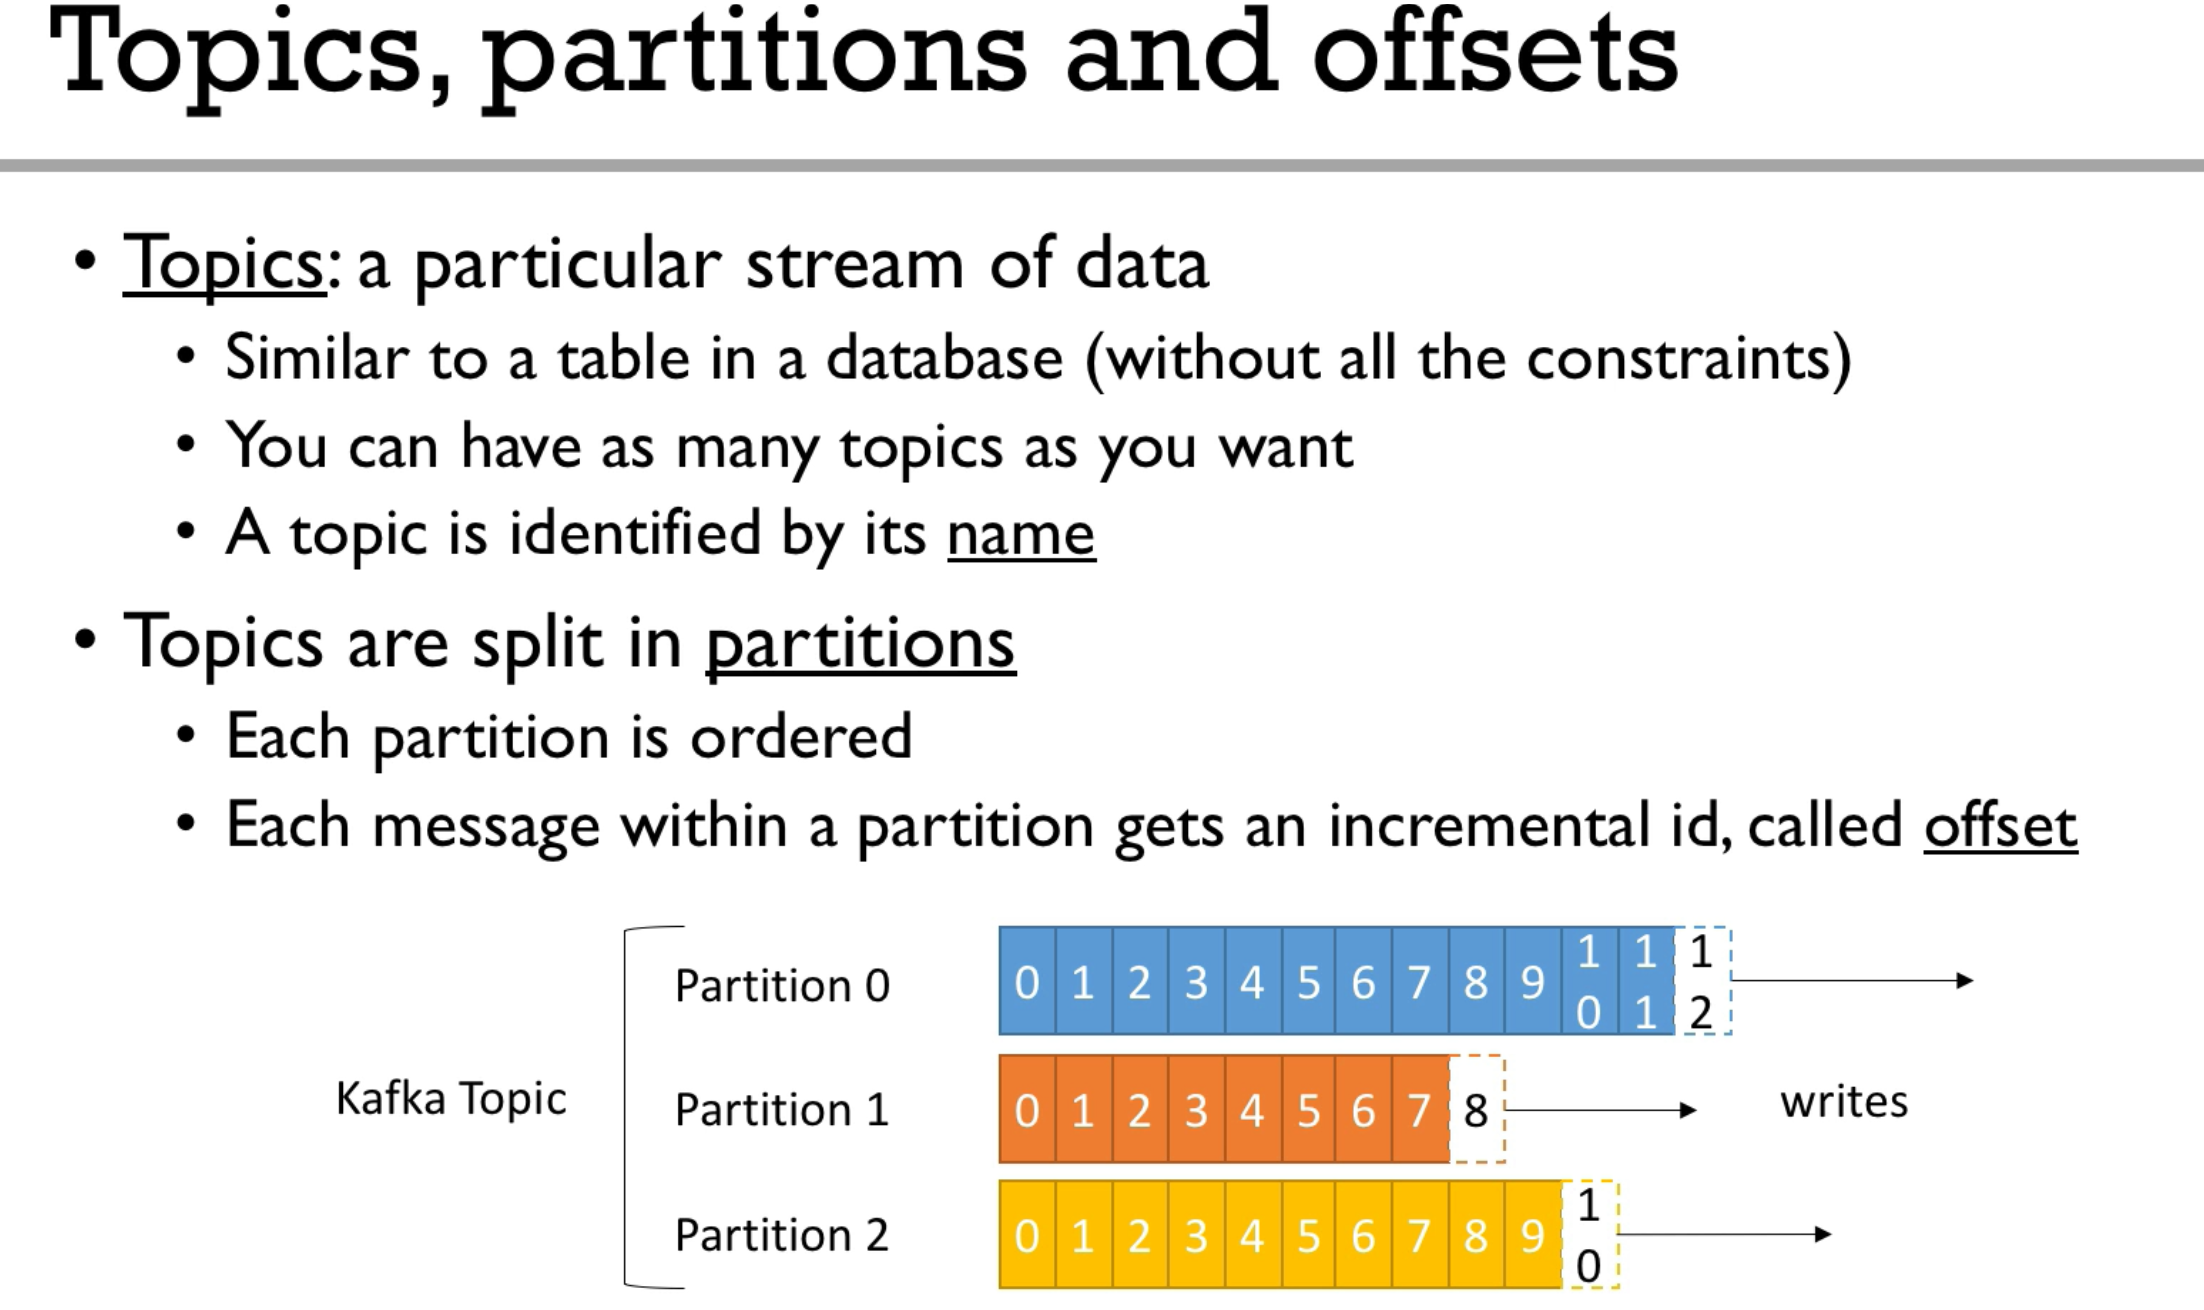 Topics, partitions and offsets
• Topics: a particular stream of data
• Similar to a table in a database (without all the constraints)
• You can have as many topics as you want
• A topic is identified by its name
• Topics are split in partitions
• Each partition is ordered
• Each message within a partition gets an incremental id, called offset
Kafka Topic
Partition 0
0 1 2 3 4 5 6 7 8 9 10 11 12
Partition 1
0 1 2 3 4 5 6 7 8
writes
Partition 2
0 1 2 3 4 5 6 7 8 9 10